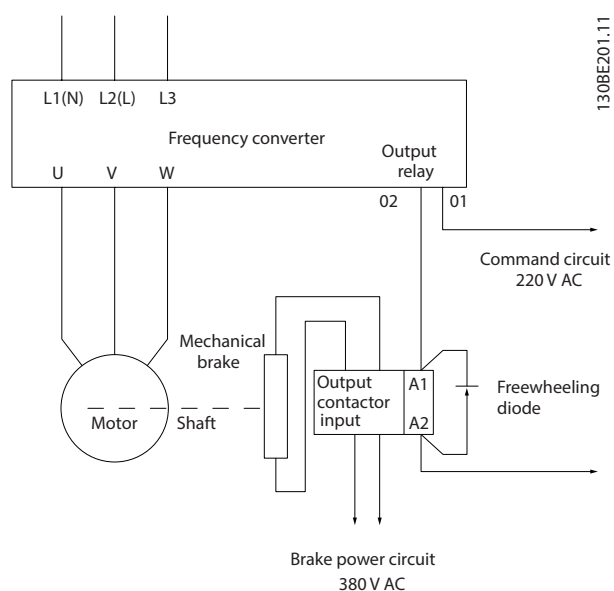 130BE201.11
L1(N) L2(L) L3
Frequency converter
Output
relay
U V W
02 01
Command circuit
220 V AC
Mechanical
brake
Output
contactor
input
A1
A2
Freewheeling
diode
Motor Shaft
Brake power circuit
380 V AC